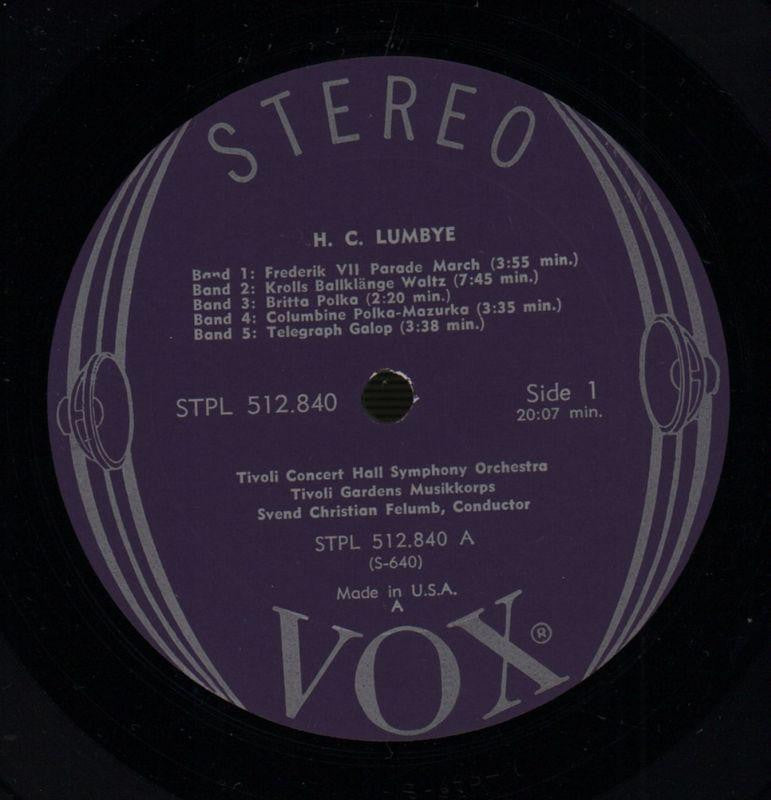 STEREO
H. C. LUMBYE
Band 1: Frederik VII Parade March (3:55 min.)
Band 2: Krolls Ballklänge Waltz (7:45 min.)
Band 3: Britta Polka (2:20 min.)
Band 4: Columbine Polka-Mazurka (3:35 min.)
Band 5: Telegraph Galop (3:38 min.)
STPL 512.840
Side 1
20:07 min.
Tivoli Concert Hall Symphony Orchestra
Tivoli Gardens Musikkorps
Svend Christian Felumb, Conductor
STPL 512.840 A
(S-640)
Made in U.S.A.
A
VOX®